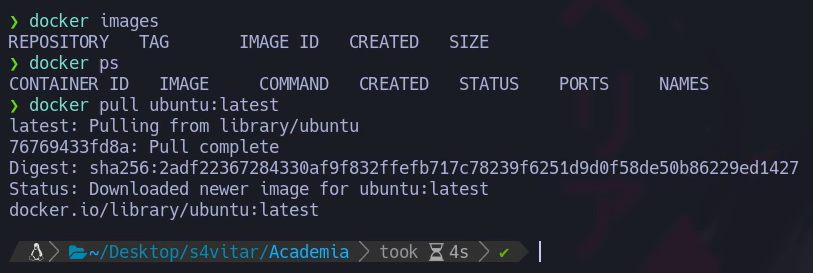 ❯ docker images
REPOSITORY   TAG       IMAGE ID   CREATED   SIZE
❯ docker ps
CONTAINER ID   IMAGE     COMMAND   CREATED   STATUS    PORTS     NAMES
❯ docker pull ubuntu:latest
latest: Pulling from library/ubuntu
76769433fd8a: Pull complete
Digest: sha256:2adf22367284330af9f832ffefb717c78239f6251d9d0f58de50b86229ed1427
Status: Downloaded newer image for ubuntu:latest
docker.io/library/ubuntu:latest
~/Desktop/s4vitar/Academia took 4s ✔